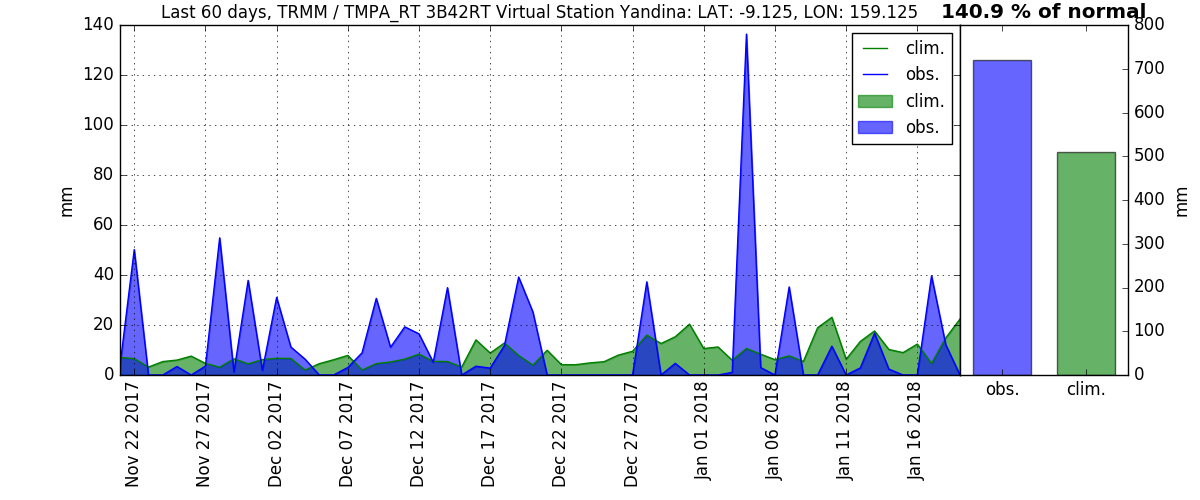 Last 60 days, TRMM / TMPA_RT 3B42RT Virtual Station Yandina: LAT: -9.125, LON: 159.125
140.9 % of normal
mm
140
120
100
80
60
40
20
0
clim.
obs.
clim.
obs.
800
700
600
500
400
300
200
100
0
mm
Nov 22 2017
Nov 27 2017
Dec 02 2017
Dec 07 2017
Dec 12 2017
Dec 17 2017
Dec 22 2017
Dec 27 2017
Jan 01 2018
Jan 06 2018
Jan 11 2018
Jan 16 2018
obs.
clim.